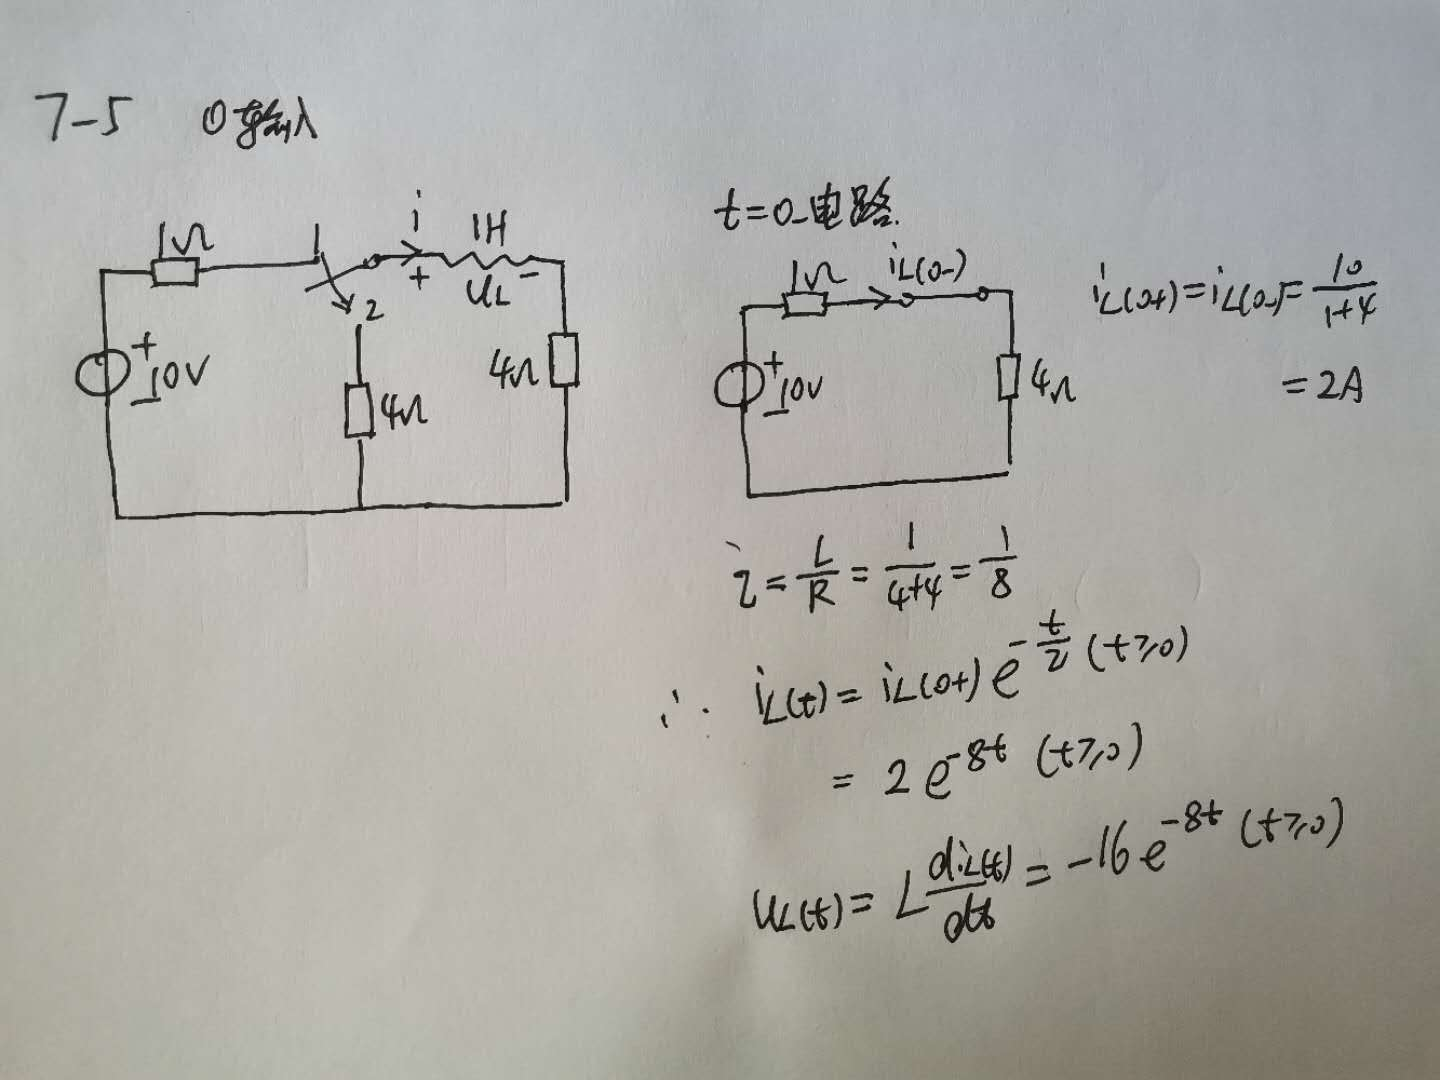 7-5 0输入
1Ω
1
i
1H
+
uL
-
2
+
10V
-
4Ω
4Ω
t=0-电路.
1Ω
iL(0-)
+
10V
-
4Ω
iL(0+)=iL(0-)=10/(1+4)
=2A
τ=L/R=1/(4+4)=1/8
∴ iL(t)=iL(0+)e^(-t/τ) (t≥0)
=2e^(-8t) (t≥0)
uL(t)=L diL(t)/dt=-16e^(-8t) (t≥0)